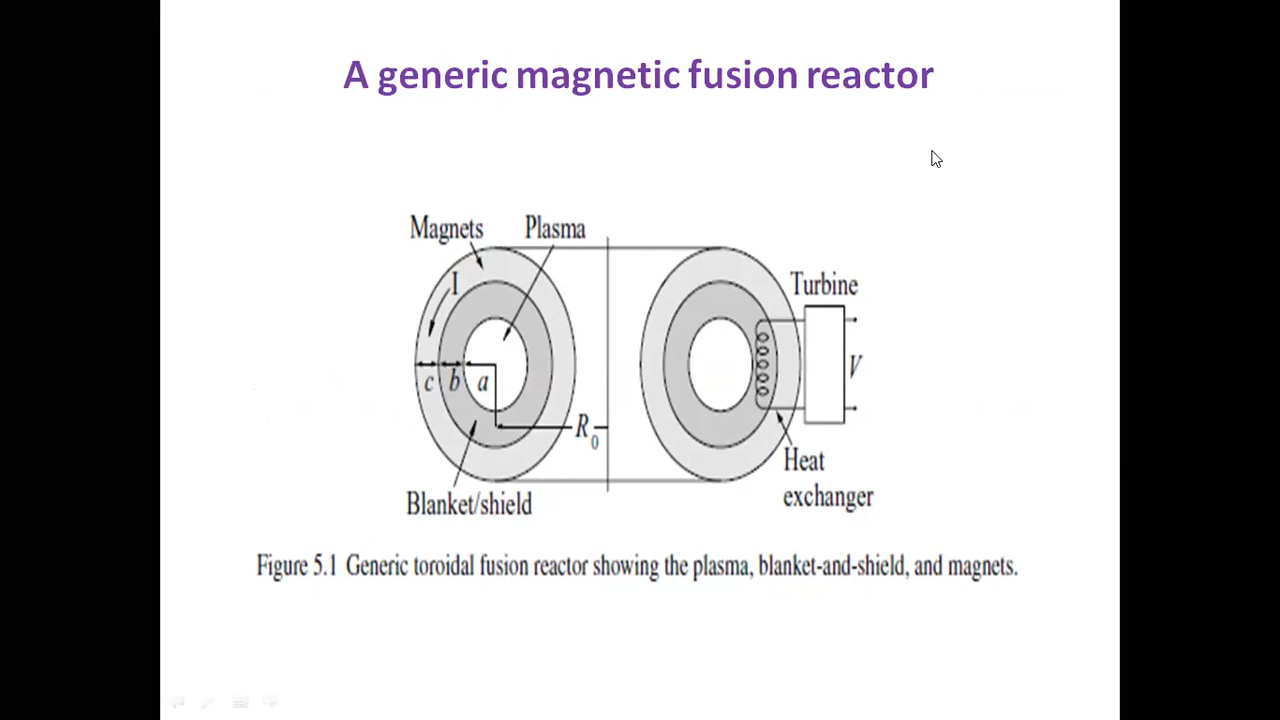 A generic magnetic fusion reactor
Magnets
Plasma
I
Turbine
c b a
V
R0
Heat
exchanger
Blanket/shield
Figure 5.1 Generic toroidal fusion reactor showing the plasma, blanket-and-shield, and magnets.